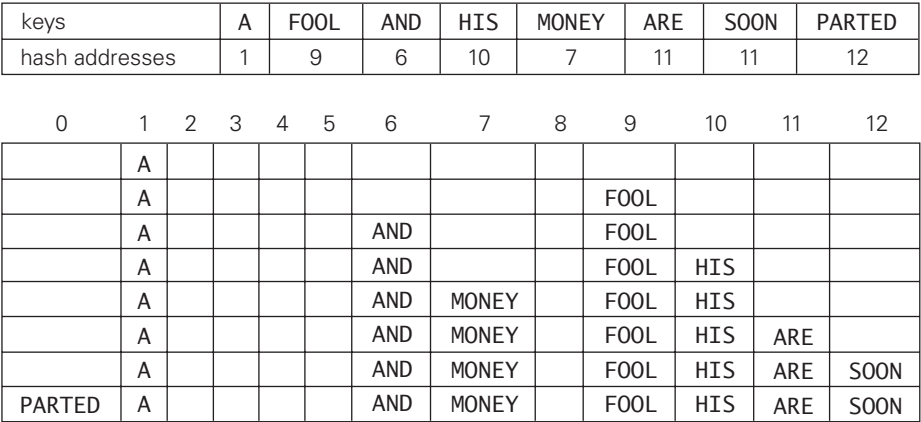 keys A FOOL AND HIS MONEY ARE SOON PARTED
hash addresses 1 9 6 10 7 11 11 12
0 1 2 3 4 5 6 7 8 9 10 11 12
A
A FOOL
A AND FOOL
A AND FOOL HIS
A AND MONEY FOOL HIS
A AND MONEY FOOL HIS ARE
A AND MONEY FOOL HIS ARE SOON
PARTED A AND MONEY FOOL HIS ARE SOON